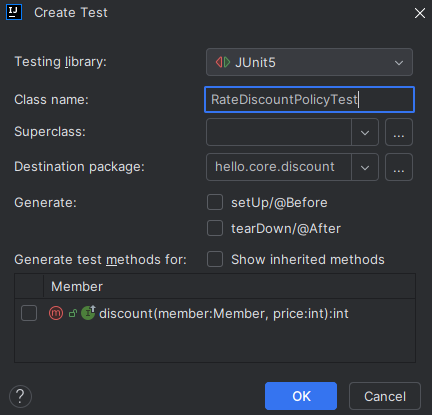 IJ Create Test
Testing library: JUnit5
Class name: RateDiscountPolicyTest
Superclass: ...
Destination package: hello.core.discount ...
Generate: setUp/@Before
tearDown/@After
Generate test methods for: Show inherited methods
Member
m I discount(member:Member, price:int):int
? OK Cancel